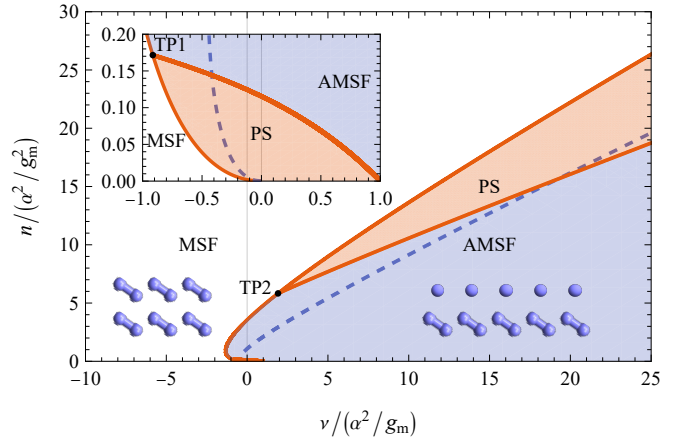 30
25
20
15
10
5
0
n/(α²/g²ₘ)
0.20
0.15
0.10
0.05
0.00
TP1
MSF
PS
AMSF
-1.0 -0.5 0.0 0.5 1.0
PS
MSF
AMSF
TP2
-10 -5 0 5 10 15 20 25
ν/(α²/gₘ)